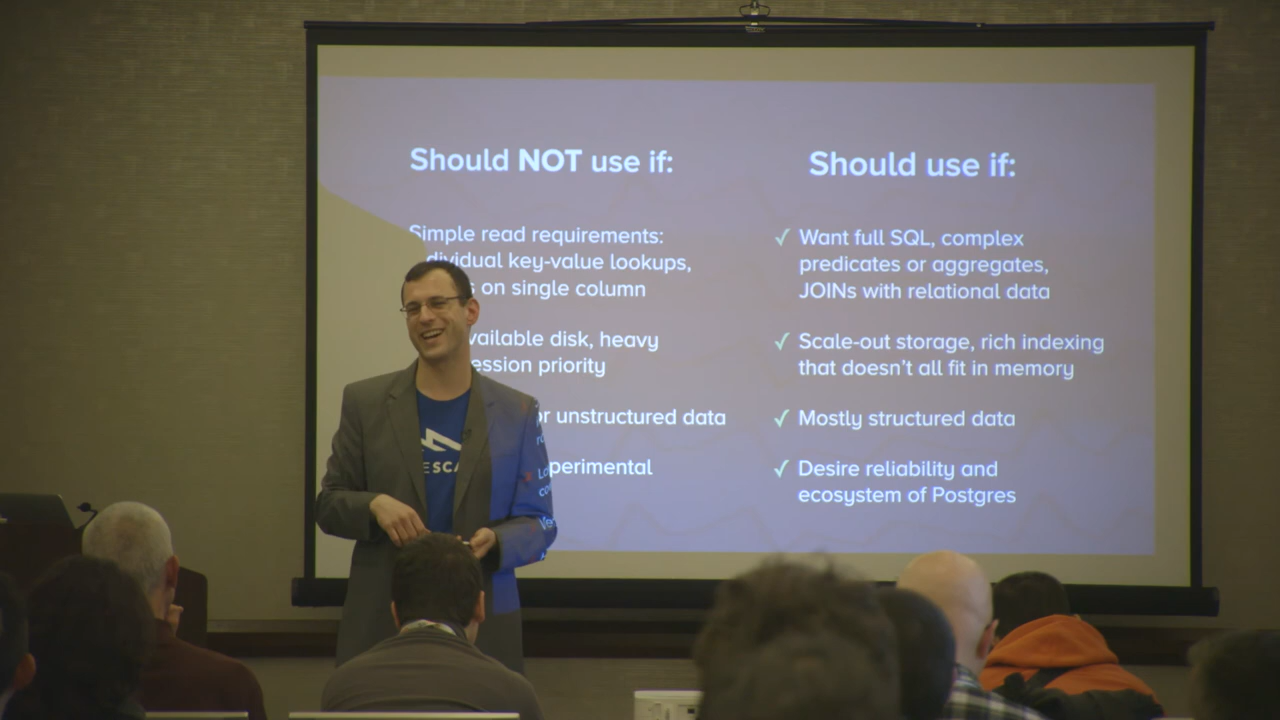 Should NOT use if:
Simple read requirements:
dividual key-value lookups,
on single column
vailable disk, heavy
ession priority
or unstructured data
perimental
Should use if:
✓ Want full SQL, complex
predicates or aggregates,
JOINs with relational data
✓ Scale-out storage, rich indexing
that doesn't all fit in memory
✓ Mostly structured data
✓ Desire reliability and
ecosystem of Postgres
ESCA